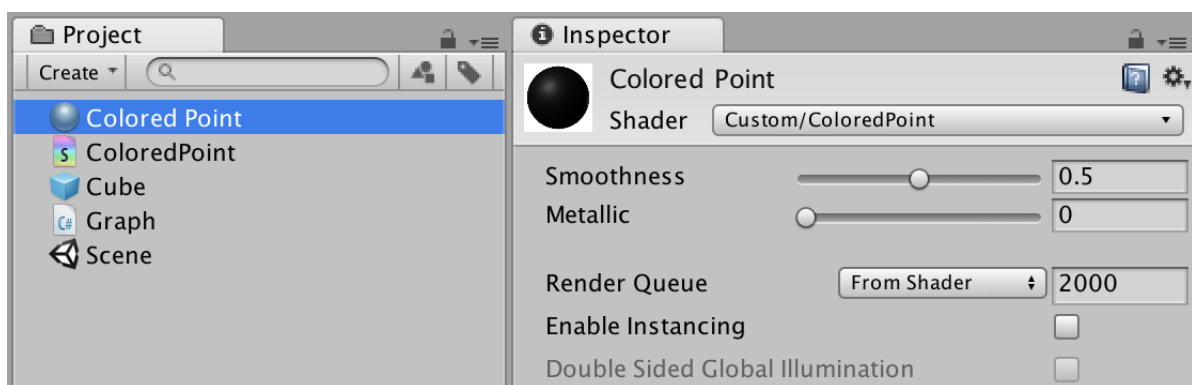 Project
Create
Colored Point
ColoredPoint
Cube
Graph
Scene
Inspector
Colored Point
Shader Custom/ColoredPoint
Smoothness 0.5
Metallic 0
Render Queue From Shader 2000
Enable Instancing
Double Sided Global Illumination